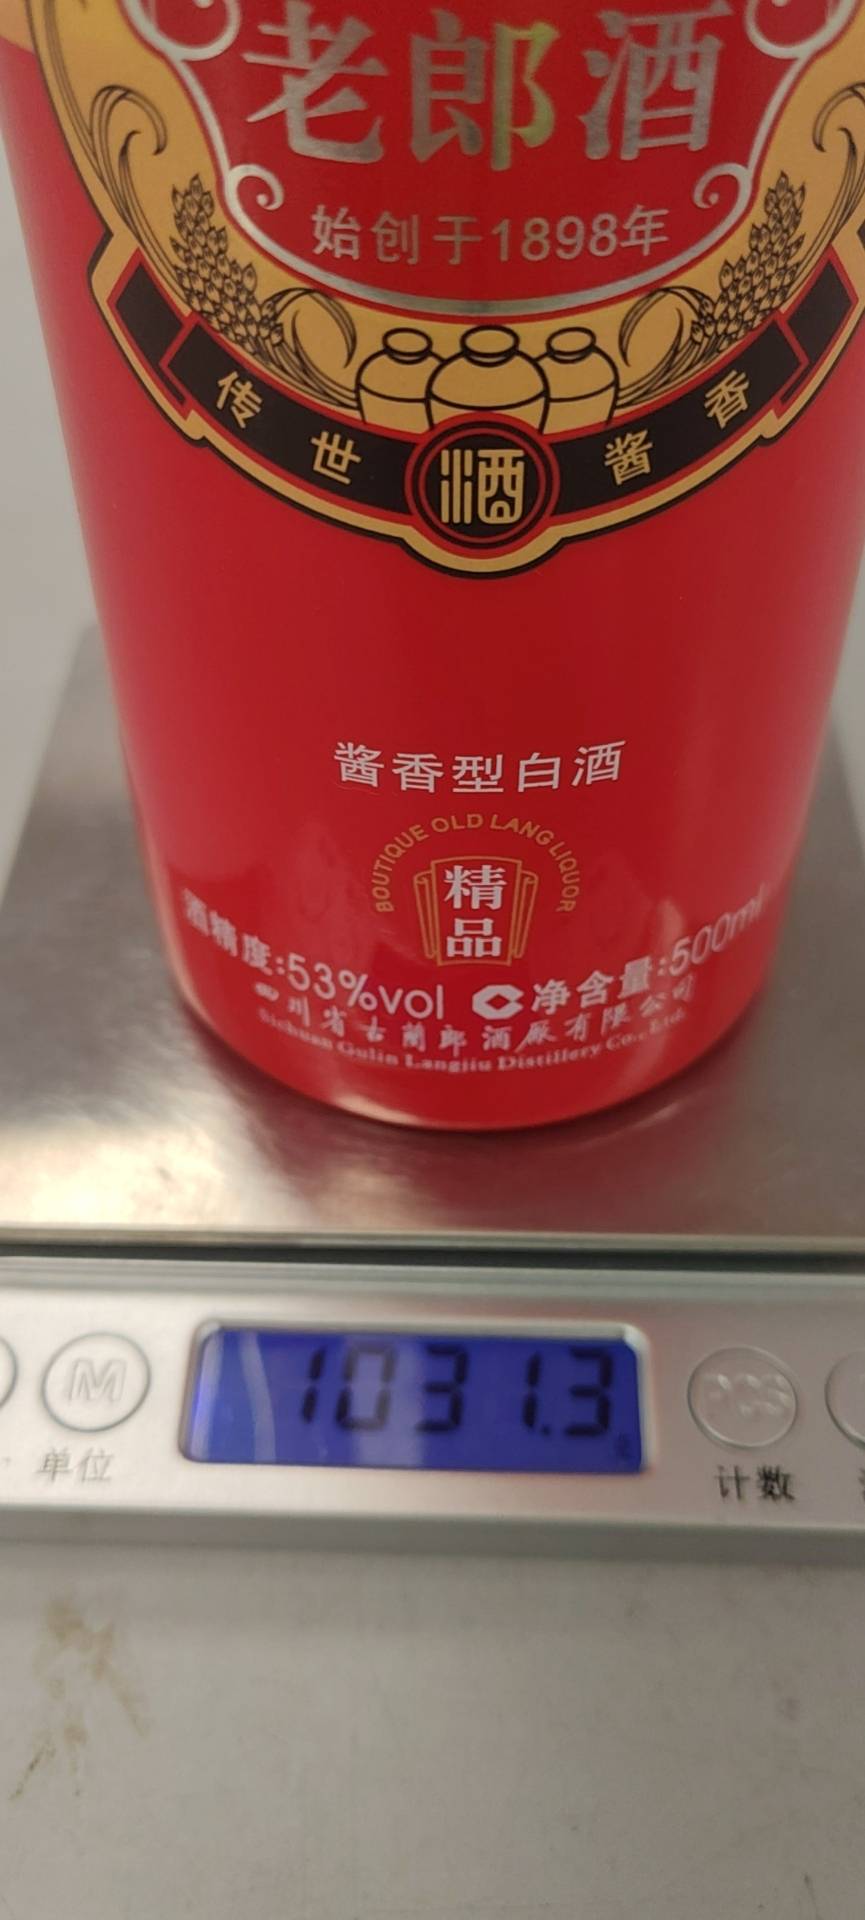 老郎酒
始创于1898年
传世酒酱香
酱香型白酒
BOUTIQUE OLD LANG LIQUOR
精品
酒精度:53%vol 净含量:500ml
四川省古蔺郎酒厂有限公司
Sichuan Gulin Langjiu Distillery Co., Ltd.
1031.3
M
单位
计数